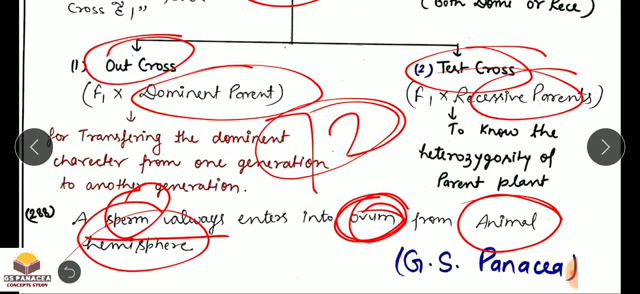 Cross इ,"
(Both Domi or Rece)
(1) Out Cross
(F₁ X Dominent Parent)
for Transfering the dominent
character from one generation
to another generation.
(2) Test Cross
(F₁ X Recessive Parents)
To Know the
heterozygosity of
Parent plant
(288) A sperm always enters into ovum from Animal
hemisphere
(G.S. Panacea)
GS PANACEA
CONCEPTS STUDY